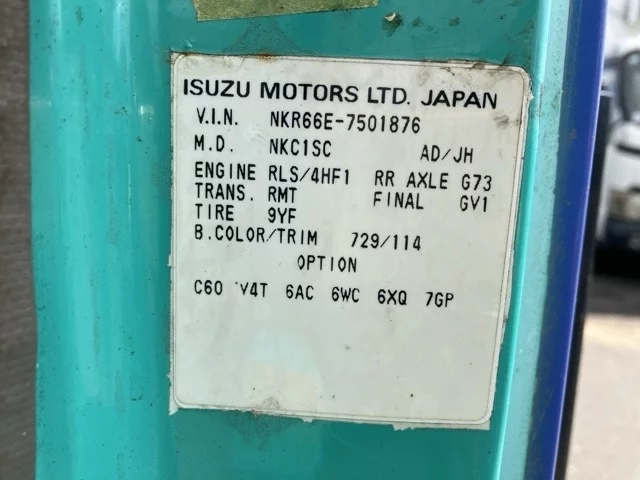 ISUZU MOTORS LTD. JAPAN
V.I.N. NKR66E-7501876
M.D. NKC1SC AD/JH
ENGINE RLS/4HF1 RR AXLE G73
TRANS. RMT FINAL GV1
TIRE 9YF
B.COLOR/TRIM 729/114
OPTION
C60 V4T 6AC 6WC 6XQ 7GP